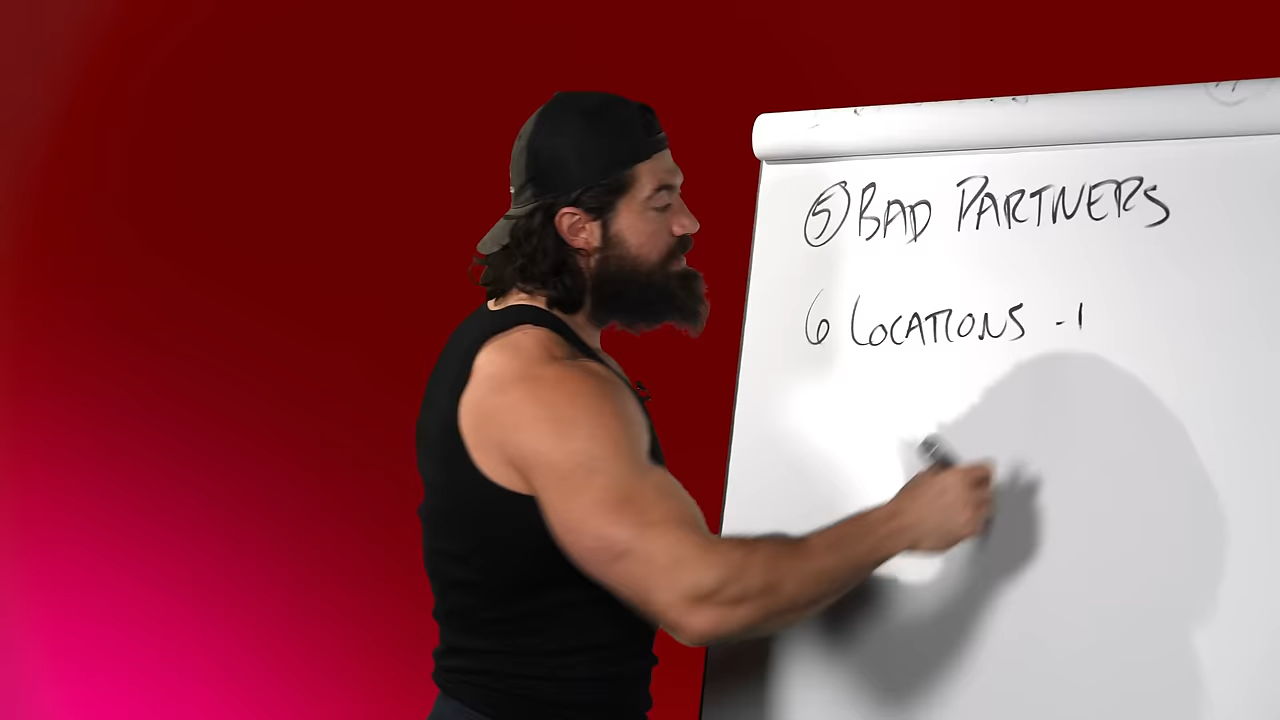 ⑤ BAD PARTNERS
6 LOCATIONS - 1